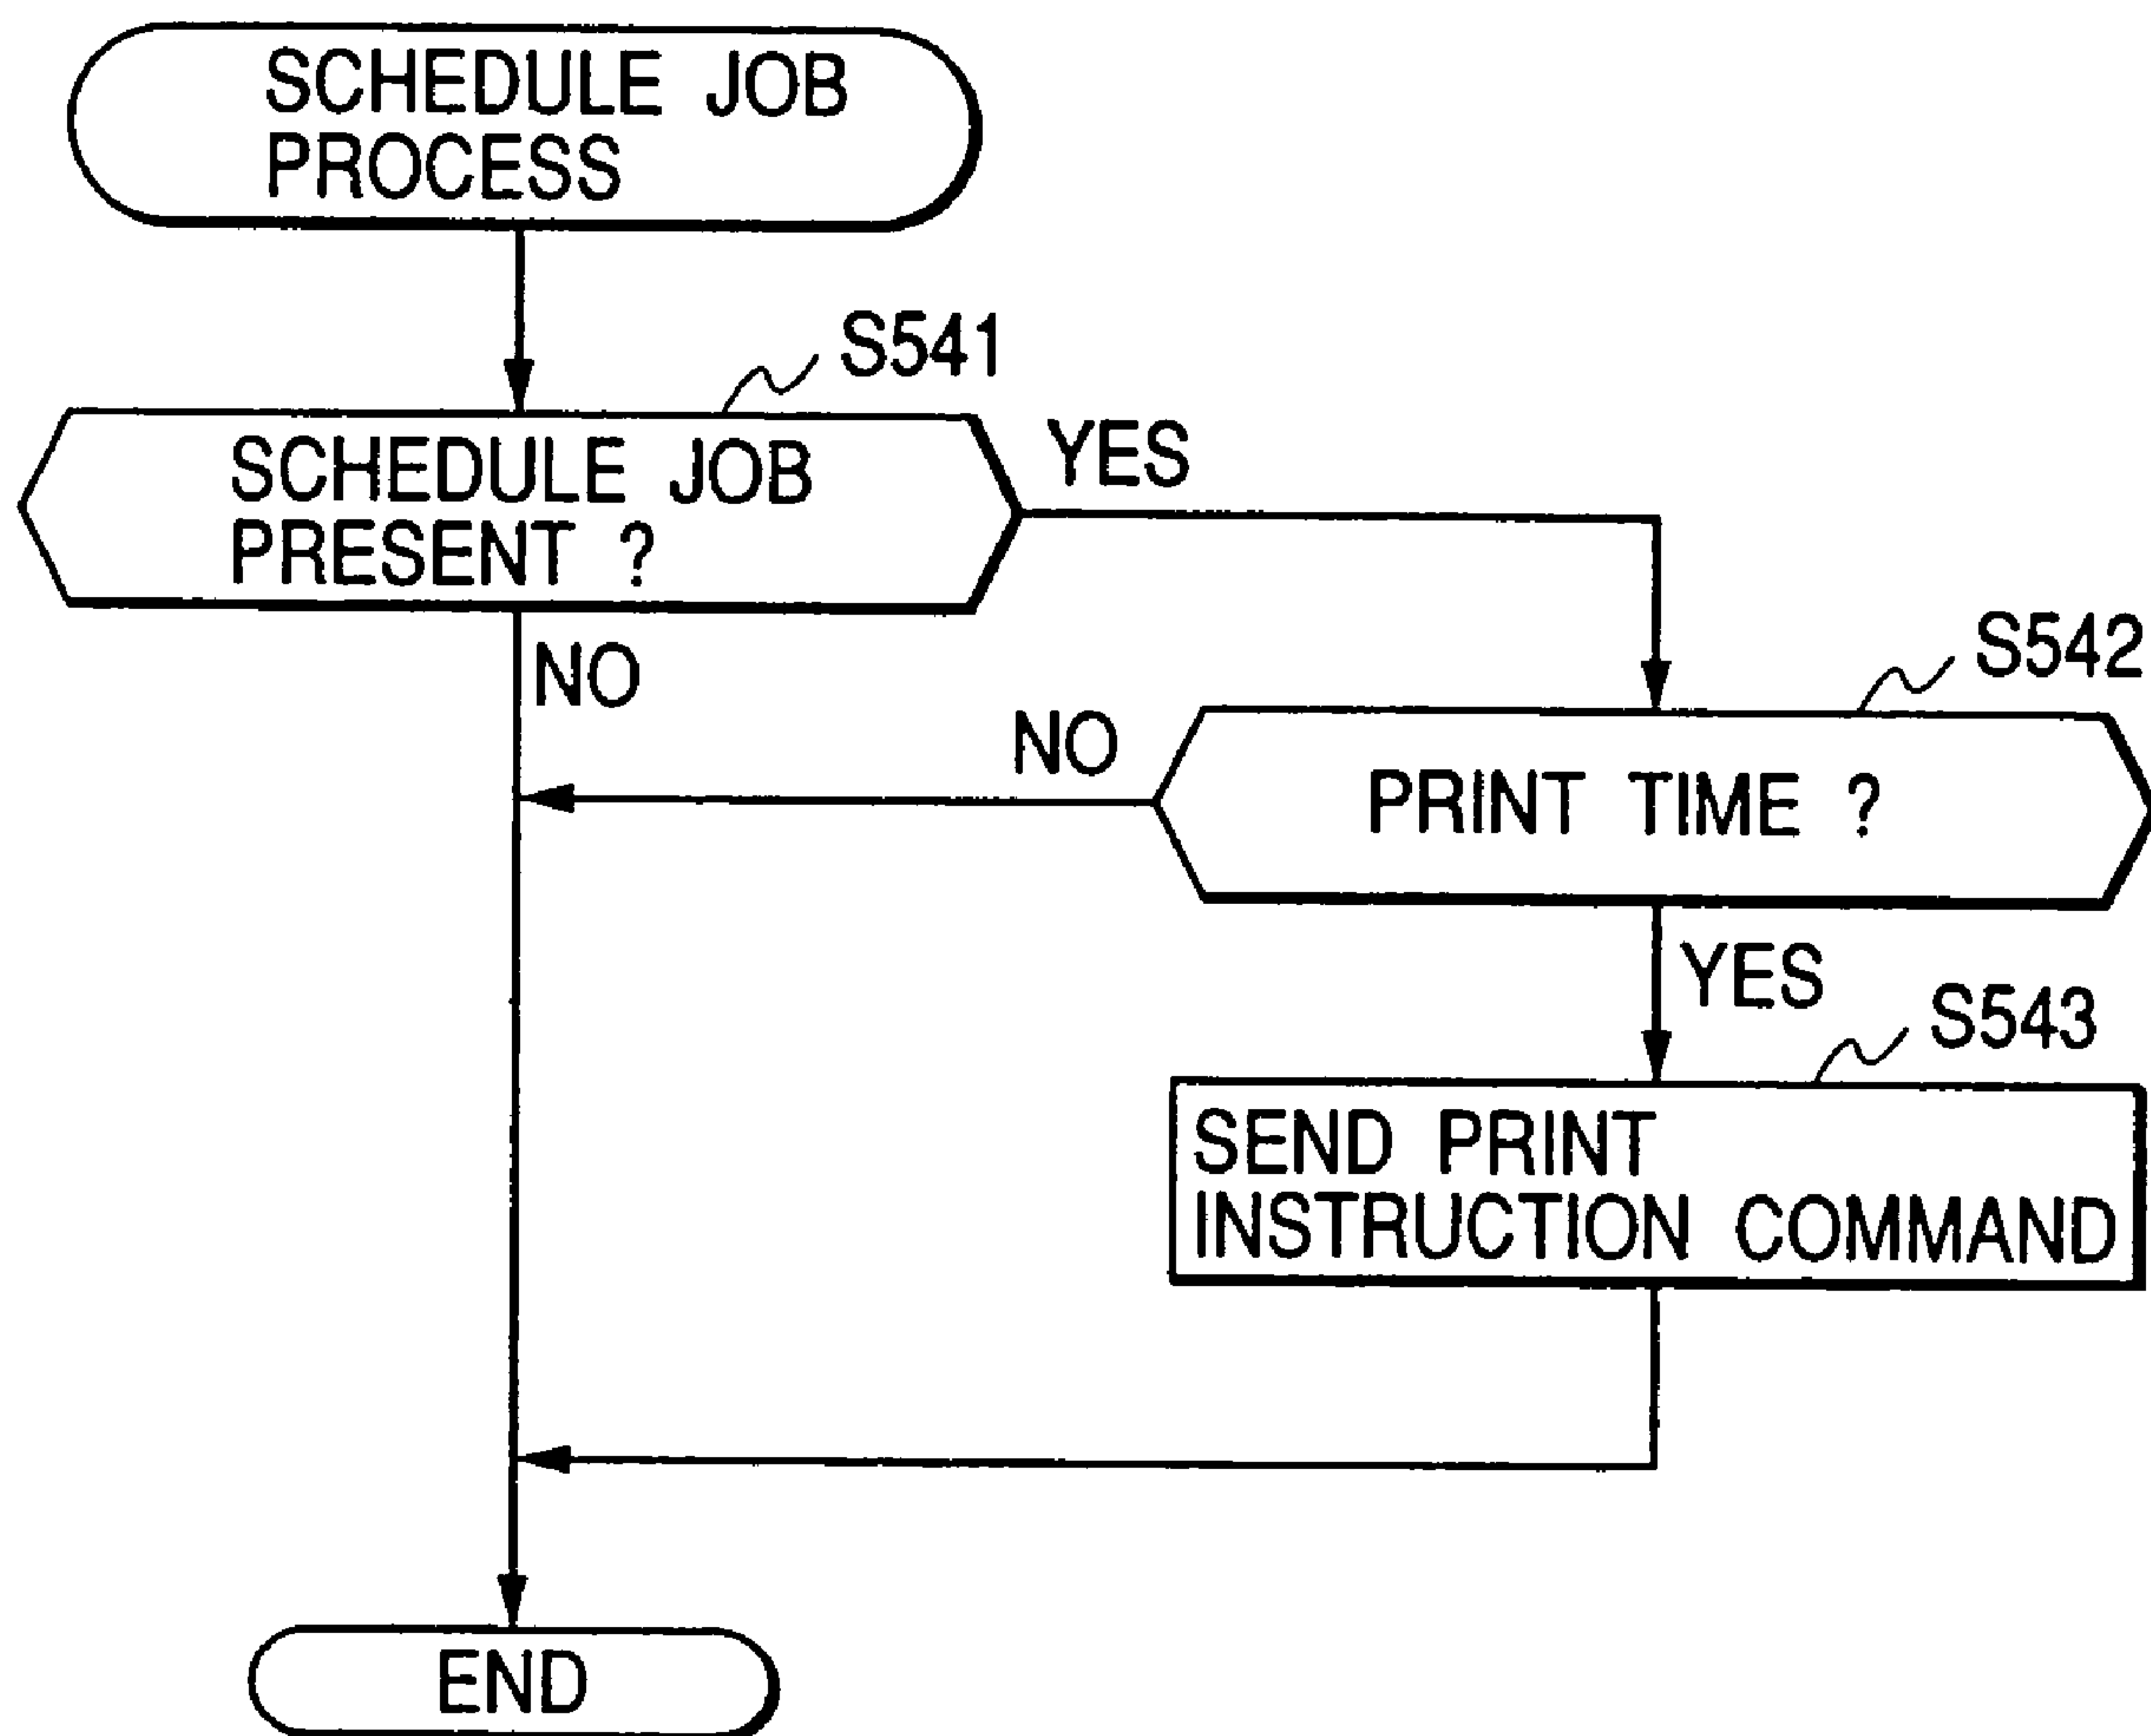 SCHEDULE JOB
PROCESS
S541
SCHEDULE JOB
PRESENT ?
YES
NO
S542
NO
PRINT TIME ?
YES
S543
SEND PRINT
INSTRUCTION COMMAND
END